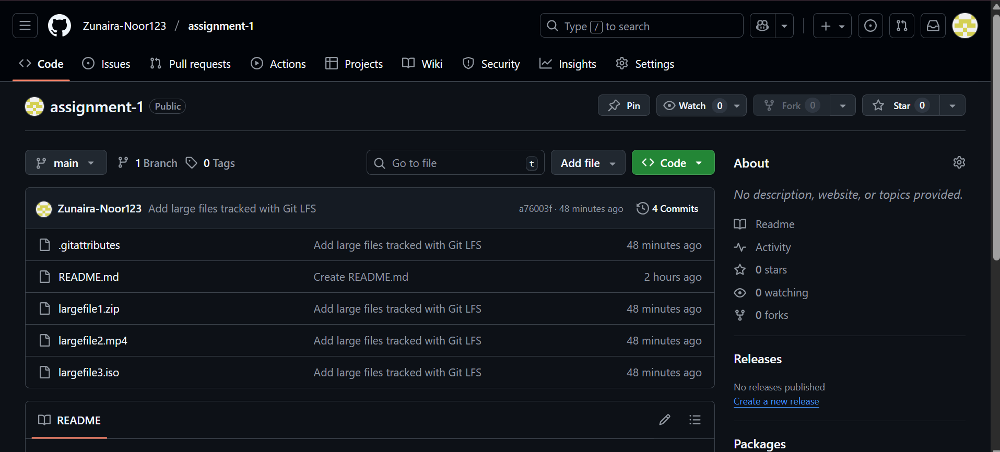 Zunaira-Noor123 / assignment-1
Type / to search
Code Issues Pull requests Actions Projects Wiki Security Insights Settings
assignment-1 Public
Pin Watch 0 Fork 0 Star 0
main 1 Branch 0 Tags
Go to file t
Add file Code
Zunaira-Noor123 Add large files tracked with Git LFS a76003f · 48 minutes ago 4 Commits
.gitattributes Add large files tracked with Git LFS 48 minutes ago
README.md Create README.md 2 hours ago
largefile1.zip Add large files tracked with Git LFS 48 minutes ago
largefile2.mp4 Add large files tracked with Git LFS 48 minutes ago
largefile3.iso Add large files tracked with Git LFS 48 minutes ago
README
About
No description, website, or topics provided.
Readme
Activity
0 stars
0 watching
0 forks
Releases
No releases published
Create a new release
Packages